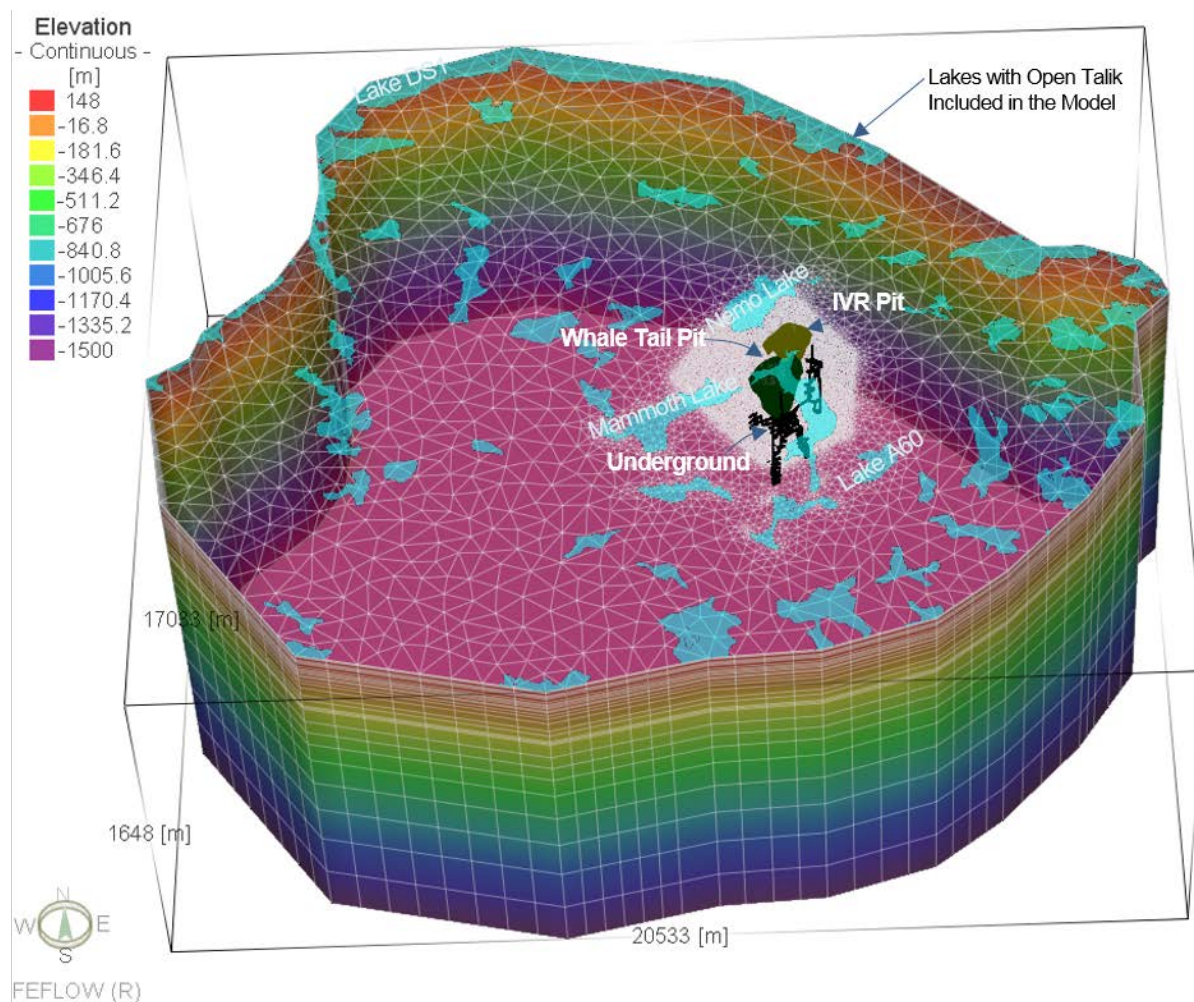 Elevation
- Continuous -
[m]
148
-16.8
-181.6
-346.4
-511.2
-676
-840.8
-1005.6
-1170.4
-1335.2
-1500
Lake DS1
Lakes with Open Talik
Included in the Model
Nemo Lake
IVR Pit
Whale Tail Pit
Mammoth Lake
Underground
Lake A60
17033 [m]
1648 [m]
20533 [m]
N
W
E
S
FEFLOW (R)